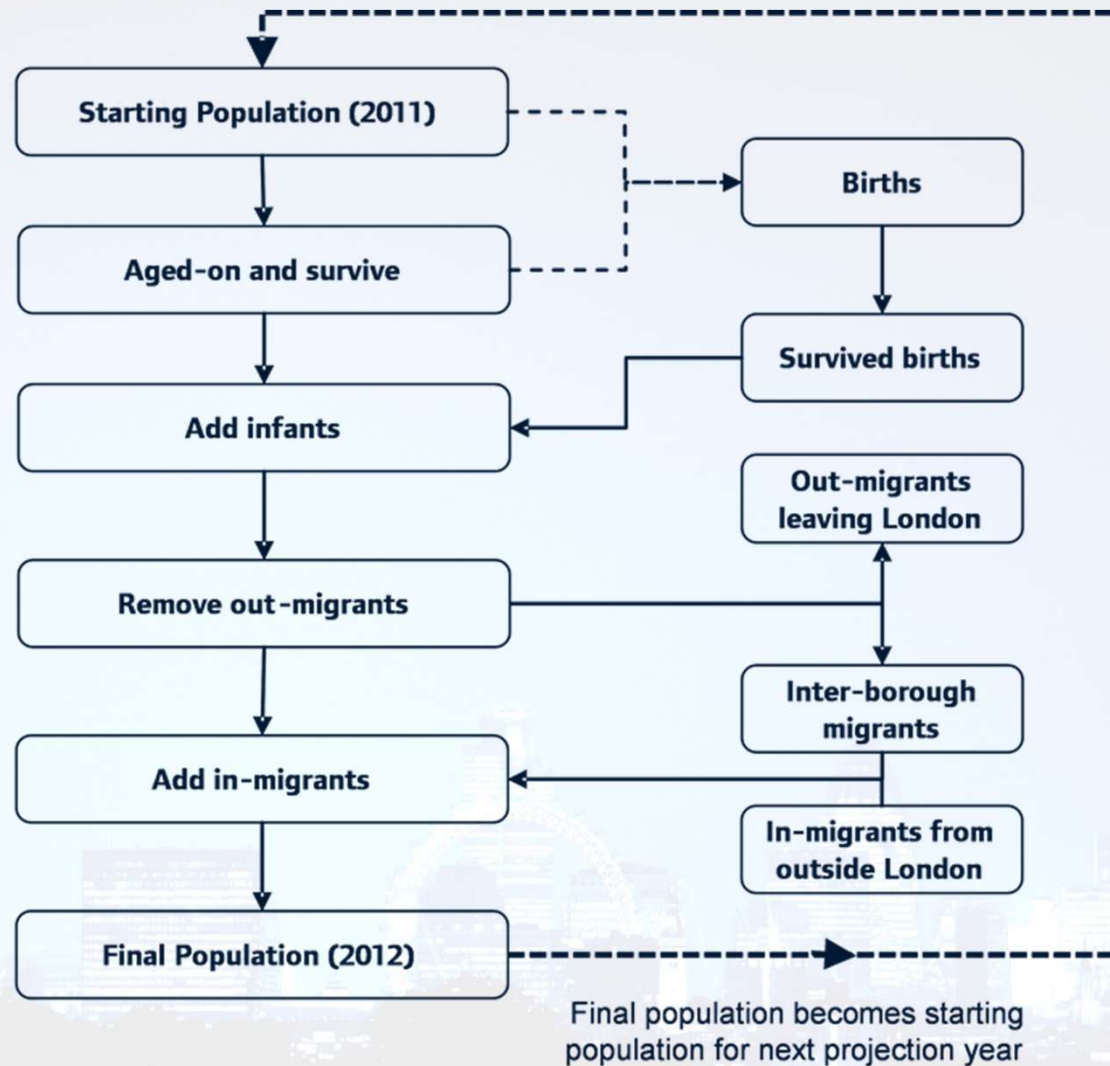 Starting Population (2011)
Births
Aged-on and survive
Survived births
Add infants
Out-migrants
leaving London
Remove out-migrants
Inter-borough
migrants
Add in-migrants
In-migrants from
outside London
Final Population (2012)
Final population becomes starting
population for next projection year